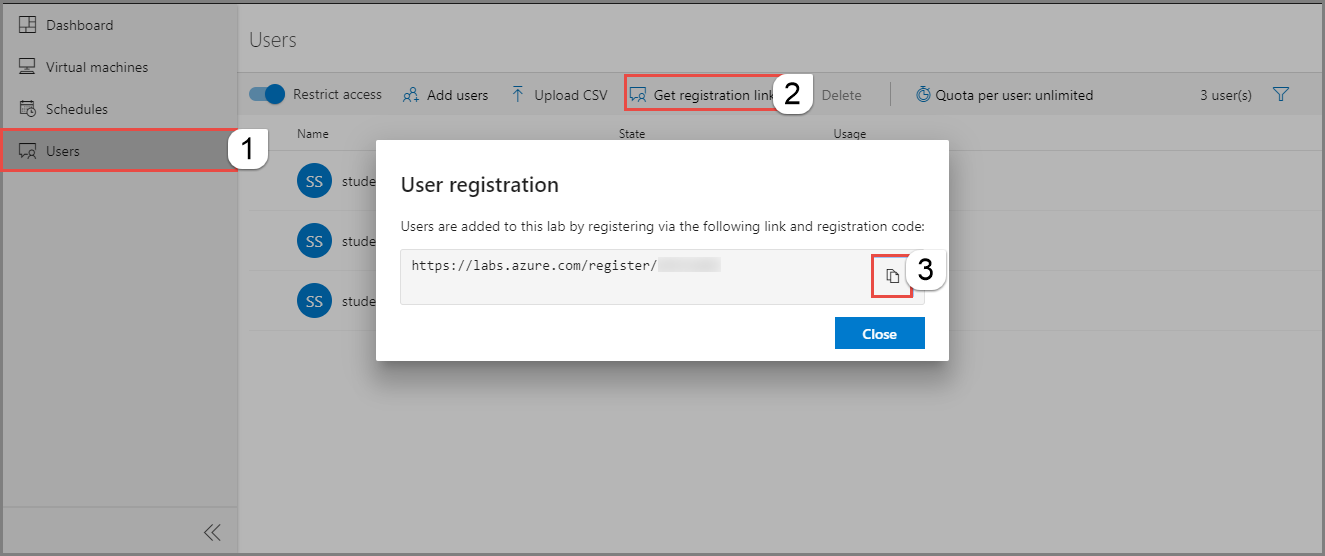 Dashboard
Virtual machines
Schedules
Users
1
Users
Restrict access
Add users
Upload CSV
Get registration link
2
Delete
Quota per user: unlimited
3 user(s)
Name
State
Usage
SS
stude
SS
stude
SS
stude
User registration
Users are added to this lab by registering via the following link and registration code:
https://labs.azure.com/register/
3
Close